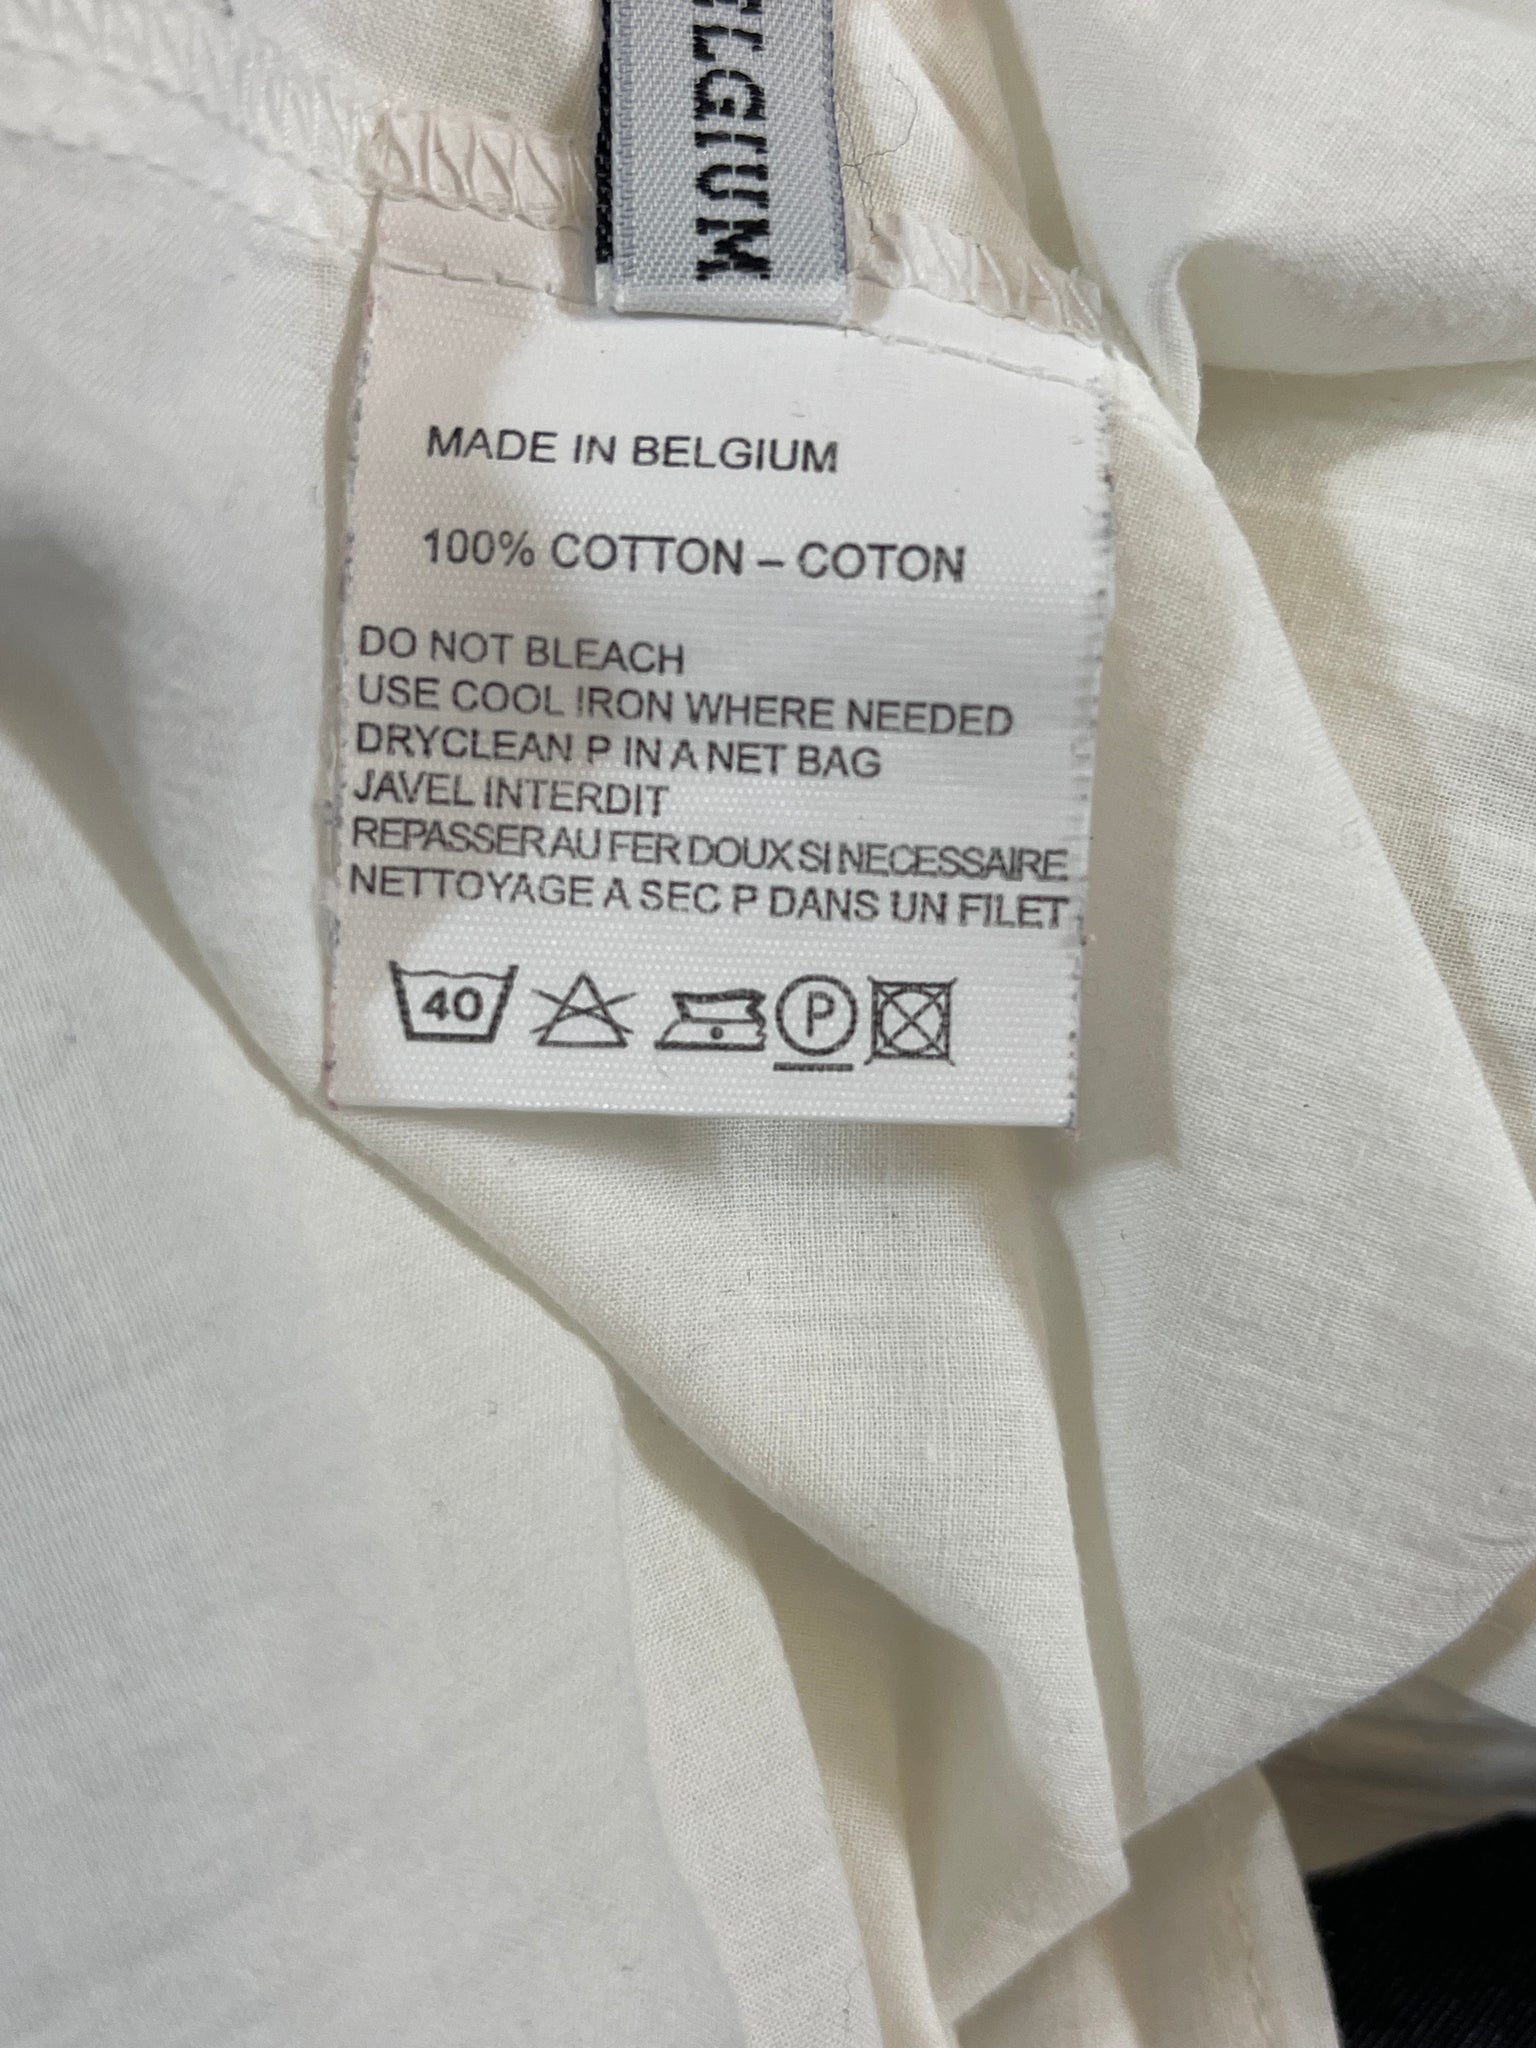 MADE IN BELGIUM
100% COTTON – COTON
DO NOT BLEACH
USE COOL IRON WHERE NEEDED
DRYCLEAN P IN A NET BAG
JAVEL INTERDIT
REPASSER AU FER DOUX SI NECESSAIRE
NETTOYAGE A SEC P DANS UN FILET
40 P